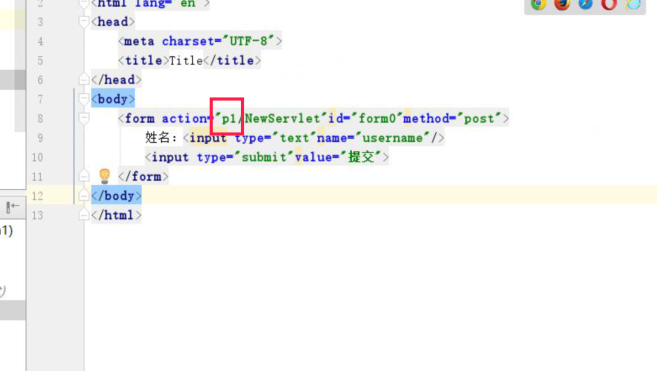 2 <html lang="en">
3 <head>
4 <meta charset="UTF-8">
5 <title>Title</title>
6 </head>
7 <body>
8 <form action="p1/NewServlet"id="form0"method="post">
9 姓名：<input type="text"name="username"/>
10 <input type="submit"value="提交">
11 </form>
12 </body>
13 </html>
1)